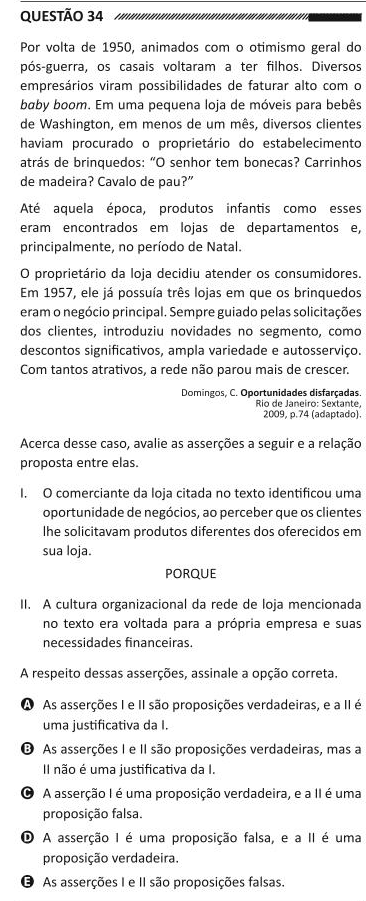 QUESTÃO 34
Por volta de 1950, animados com o otimismo geral do
pós-guerra, os casais voltaram a ter filhos. Diversos
empresários viram possibilidades de faturar alto com o
baby boom. Em uma pequena loja de móveis para bebês
de Washington, em menos de um mês, diversos clientes
haviam procurado o proprietário do estabelecimento
atrás de brinquedos: “O senhor tem bonecas? Carrinhos
de madeira? Cavalo de pau?”
Até aquela época, produtos infantis como esses
eram encontrados em lojas de departamentos e,
principalmente, no período de Natal.
O proprietário da loja decidiu atender os consumidores.
Em 1957, ele já possuía três lojas em que os brinquedos
eram o negócio principal. Sempre guiado pelas solicitações
dos clientes, introduziu novidades no segmento, como
descontos significativos, ampla variedade e autosserviço.
Com tantos atrativos, a rede não parou mais de crescer.
Domingos, C. Oportunidades disfarçadas.
Rio de Janeiro: Sextante,
2009, p.74 (adaptado).
Acerca desse caso, avalie as asserções a seguir e a relação
proposta entre elas.
I. O comerciante da loja citada no texto identificou uma
oportunidade de negócios, ao perceber que os clientes
lhe solicitavam produtos diferentes dos oferecidos em
sua loja.
PORQUE
II. A cultura organizacional da rede de loja mencionada
no texto era voltada para a própria empresa e suas
necessidades financeiras.
A respeito dessas asserções, assinale a opção correta.
A As asserções I e II são proposições verdadeiras, e a II é
uma justificativa da I.
B As asserções I e II são proposições verdadeiras, mas a
II não é uma justificativa da I.
C A asserção I é uma proposição verdadeira, e a II é uma
proposição falsa.
D A asserção I é uma proposição falsa, e a II é uma
proposição verdadeira.
E As asserções I e II são proposições falsas.